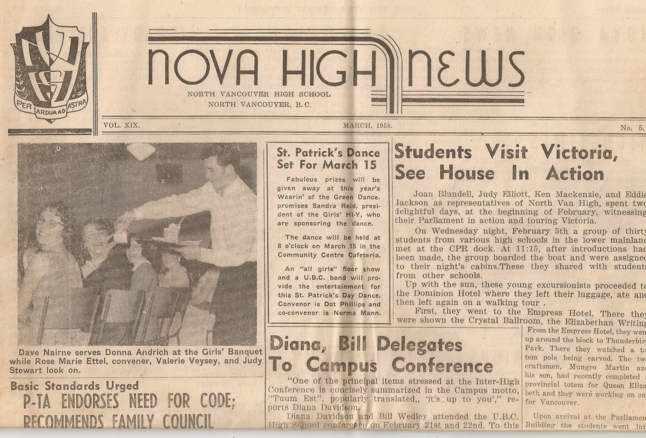 NOVA HIGH NEWS
NORTH VANCOUVER HIGH SCHOOL
NORTH VANCOUVER, B.C.
PER ARDUA AD ASTRA
VOL. XIX.
MARCH, 1958.
No. 5.
Dave Nairne serves Donna Andrich at the Girls' Banquet
while Rose Marie Ettel, convener, Valerie Veysey, and Judy
Stewart look on.
Basic Standards Urged
P-TA ENDORSES NEED FOR CODE;
RECOMMENDS FAMILY COUNCIL
St. Patrick's Dance
Set For March 15
Fabulous prizes will be
given away at this year's
Wearin' of the Green Dance.
promises Sandra Reid, presi-
dent of the Girls' Hi-Y, who
are sponsoring the dance.
The dance will be held at
8 o'clock on March 15 in the
Community Centre Cafeteria.
An "all girls" floor show
and a U.B.C. band will pro-
vide the entertainment for
this St. Patrick's Day Dance.
Convenor is Dot Phillips and
co-convenor is Norma Mann.
Students Visit Victoria,
See House In Action
Joan Blundell, Judy Elliott, Ken Mackenzie, and Eddie
Jackson as representatives of North Van High, spent two
delightful days, at the beginning of February, witnessing
their Parliament in action and touring Victoria.
On Wednesday night, February 5th a group of thirty
students from various high schools in the lower mainland
met at the CPR dock. At 11:15, after introductions had
been made, the group boarded the boat and were assigned
to their night's cabins.These they shared with students
from other schools.
Up with the sun, these young excursionists proceeded to
the Dominion Hotel where they left their luggage, ate and
then left again on a walking tour .
First, they went to the Empress Hotel. There they
were shown the Crystal Ballroom, the Elizabethan Writing
From the Empress Hotel, they went
up around the block to Thunderbird
Park. There they watched a to-
tem pole being carved. The two
craftsmen, Mungro Martin and
his son, had recently completed a
provincial totem for Queen Eliza-
beth and they were working on one
for Vancouver.
Upon arrival at the Parliament
Building the students went int
Diana, Bill Delegates
To Campus Conference
"One of the principal items stressed at the Inter-High
Conference is concisely summarized in the Campus motto,
"Tuum Est", popularly translated,, 'it's up to you'," re-
ports Diana Davidson.
Diana Davidson and Bill Wedley attended the U.B.C.
High School conference on February 21st and 22nd. To this